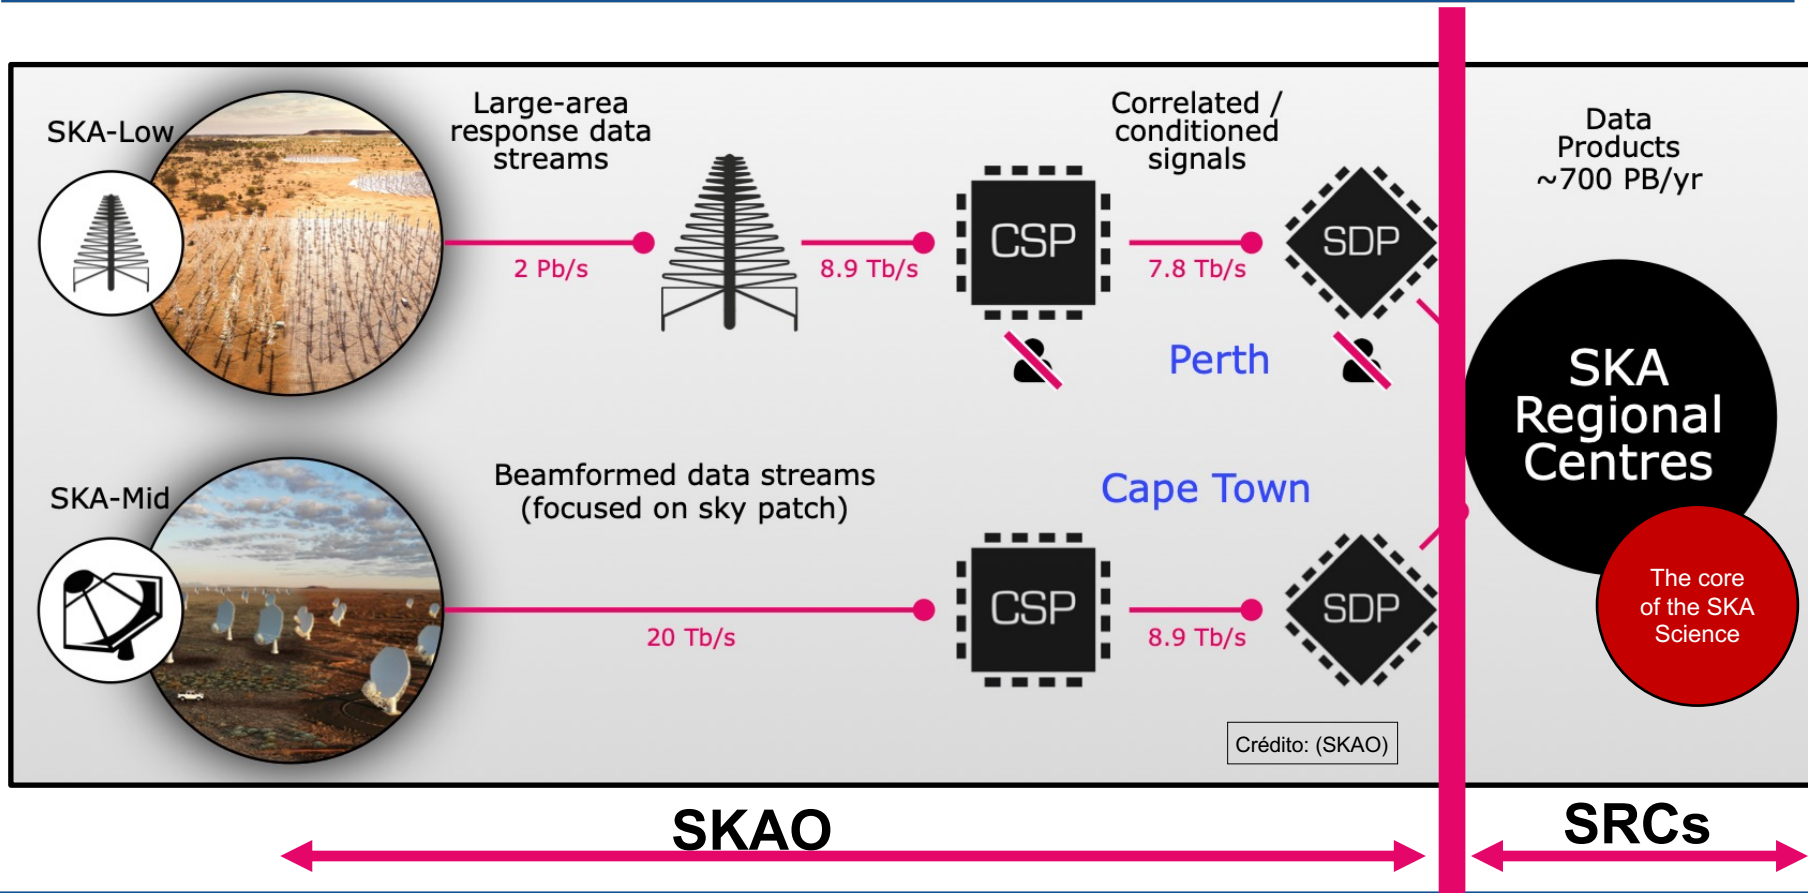 SKA-Low
Large-area
response data
streams
2 Pb/s
8.9 Tb/s
CSP
Correlated /
conditioned
signals
7.8 Tb/s
SDP
Perth
SKA-Mid
Beamformed data streams
(focused on sky patch)
20 Tb/s
CSP
Cape Town
8.9 Tb/s
SDP
Crédito: (SKAO)
Data
Products
~700 PB/yr
SKA
Regional
Centres
The core
of the SKA
Science
SKAO
SRCs